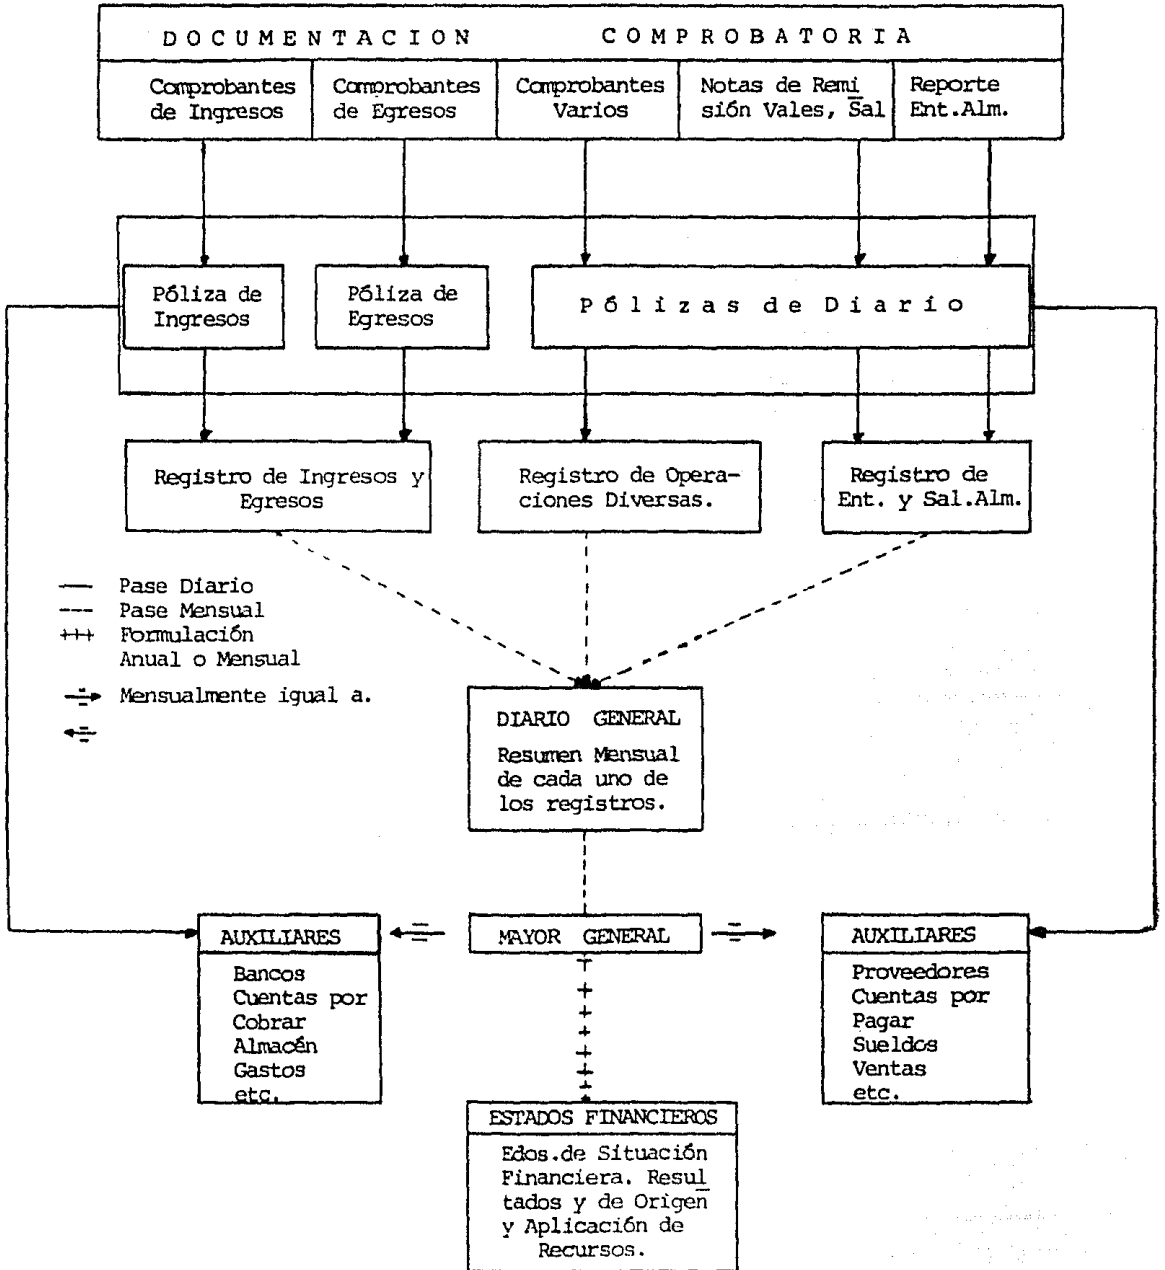 DOCUMENTACION COMPROBATORIA
Comprobantes
de Ingresos
Comprobantes
de Egresos
Comprobantes
Varios
Notas de Remi
sión Vales, Sal
Reporte
Ent.Alm.
Póliza de
Ingresos
Póliza de
Egresos
Pólizas de Diario
Registro de Ingresos y
Egresos
Registro de Opera-
ciones Diversas.
Registro de
Ent. y Sal.Alm.
Pase Diario
Pase Mensual
Formulación
Anual o Mensual
Mensualmente igual a.
DIARIO GENERAL
Resumen Mensual
de cada uno de
los registros.
AUXILIARES
Bancos
Cuentas por
Cobrar
Almacén
Gastos
etc.
MAYOR GENERAL
AUXILIARES
Proveedores
Cuentas por
Pagar
Sueldos
Ventas
etc.
ESTADOS FINANCIEROS
Edos.de Situación
Financiera. Resul
tados y de Origen
y Aplicación de
Recursos.